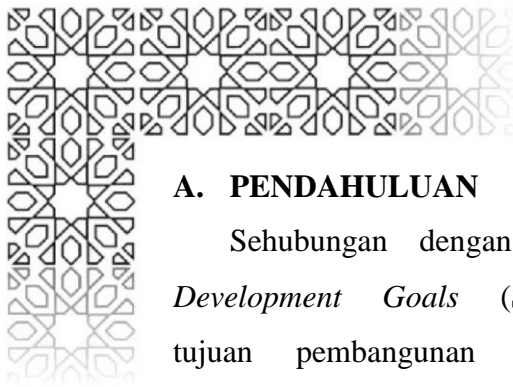 A. PENDAHULUAN
Sehubungan dengan
Development Goals (
tujuan pembangunan